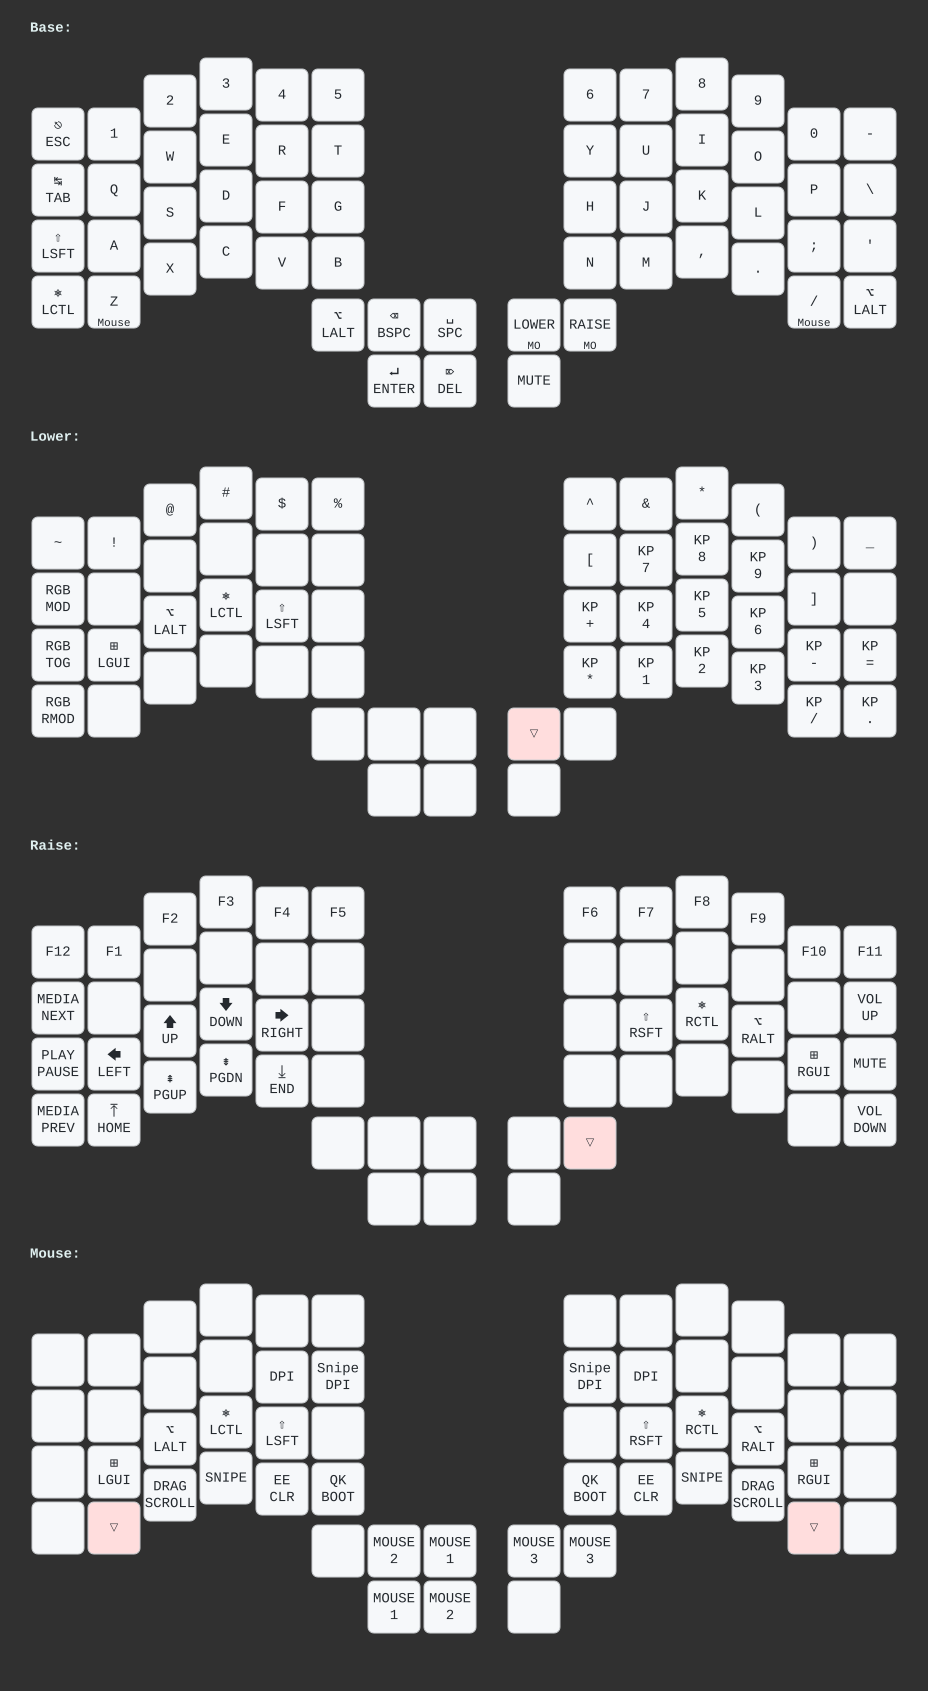 Base:
⎋ ESC 1 2 3 4 5 6 7 8 9 0 -
↹ TAB Q W E R T Y U I O P \
⇧ LSFT A S D F G H J K L ; '
⎈ LCTL Z Mouse X C V B N M , . / Mouse ⌥ LALT
⌥ LALT ⌫ BSPC ␣ SPC LOWER MO RAISE MO
↵ ENTER ⌦ DEL MUTE
Lower:
~ ! @ # $ % ^ & * ( ) _
RGB MOD [ KP 7 KP 8 KP 9 ]
RGB TOG ⊞ LGUI ⌥ LALT ⎈ LCTL ⇧ LSFT KP + KP 4 KP 5 KP 6 KP - KP =
RGB RMOD KP * KP 1 KP 2 KP 3 KP / KP .
▽
Raise:
F12 F1 F2 F3 F4 F5 F6 F7 F8 F9 F10 F11
MEDIA NEXT VOL UP
PLAY PAUSE 🡄 LEFT 🡅 UP 🡇 DOWN 🡆 RIGHT ⇧ RSFT ⎈ RCTL ⌥ RALT ⊞ RGUI MUTE
MEDIA PREV ⤒ HOME ⇞ PGUP ⇟ PGDN ⤓ END VOL DOWN
▽
Mouse:
DPI Snipe DPI Snipe DPI DPI
⊞ LGUI ⌥ LALT ⎈ LCTL ⇧ LSFT ⇧ RSFT ⎈ RCTL ⌥ RALT ⊞ RGUI
▽ DRAG SCROLL SNIPE EE CLR QK BOOT QK BOOT EE CLR SNIPE DRAG SCROLL ▽
MOUSE 2 MOUSE 1 MOUSE 3 MOUSE 3
MOUSE 1 MOUSE 2